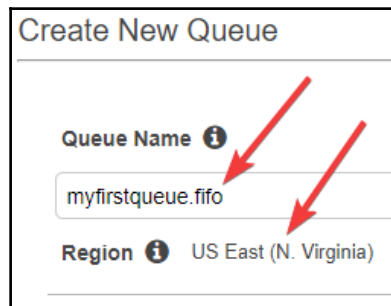 Create New Queue
Queue Name
myfirstqueue.fifo
Region US East (N. Virginia)